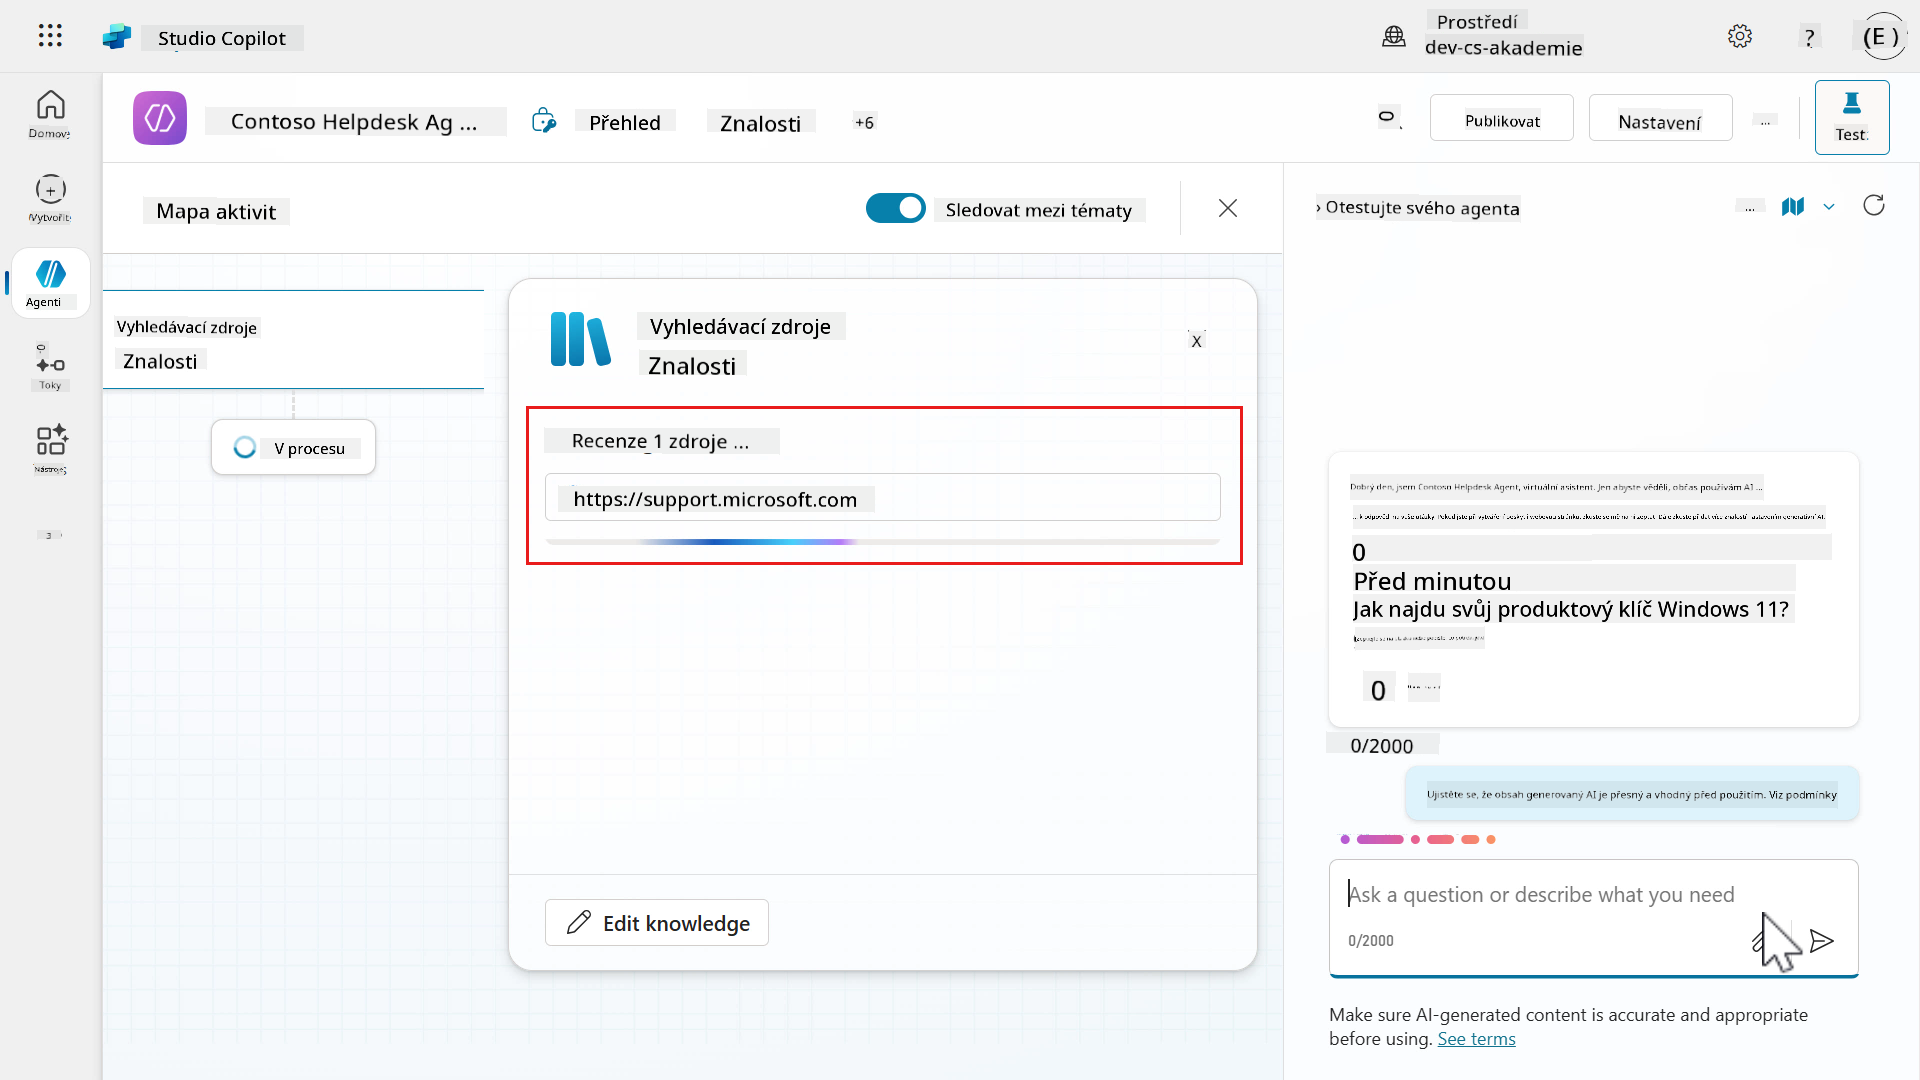 Studio Copilot
Prostředí
dev-cs-akademie
?
(E )
Domovs
Contoso Helpdesk Ag ...
Přehled
Znalosti
+6
Publikovat
Nastavení
...
Test
Vytvořit
Agenti
Toky
Nástroje
3
Mapa aktivit
Sledovat mezi tématy
› Otestujte svého agenta
...
Vyhledávací zdroje
Znalosti
V procesu
Vyhledávací zdroje
Znalosti
X
Recenze 1 zdroje ...
https://support.microsoft.com
Edit knowledge
Dobrý den, jsem Contoso Helpdesk Agent, virtuální asistent. Jen abyste věděli, občas používám AI ...
0
Před minutou
Jak najdu svůj produktový klíč Windows 11?
0
0/2000
Ujistěte se, že obsah generovaný AI je přesný a vhodný před použitím. Viz podmínky
Ask a question or describe what you need
0/2000
Make sure AI-generated content is accurate and appropriate
before using. See terms